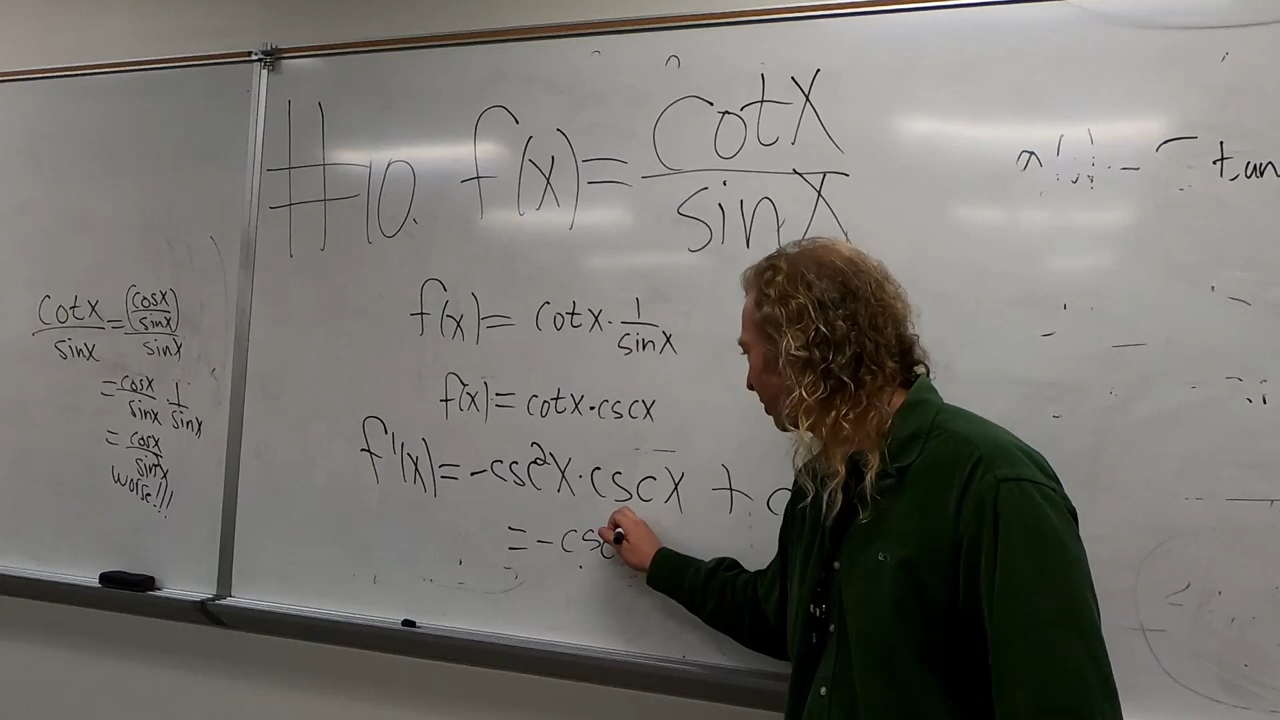 #10. f(x) = cotx / sinx
f(x) = cotx · 1/sinx
f(x) = cotx · cscx
f'(x) = -csc²x · cscx + c
= -csc
cotx/sinx = (cosx/sinx)/sinx
= cosx/sinx · 1/sinx
= cosx/sin²x
worse!!!
tan